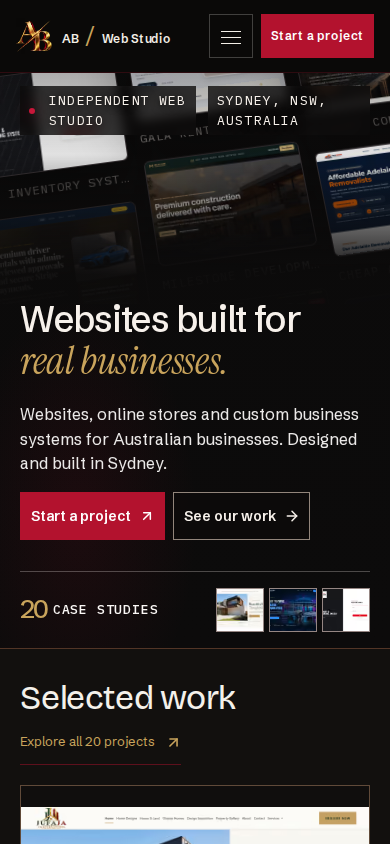 AB / Web Studio
Start a project
INDEPENDENT WEB
STUDIO
SYDNEY, NSW,
AUSTRALIA
INVENTORY SYST…
Premium construction
delivered with care.
Affordable Adelaide
Removalists
Websites built for
real businesses.
Websites, online stores and custom business
systems for Australian businesses. Designed
and built in Sydney.
Start a project
See our work
20 CASE STUDIES
Selected work
Explore all 20 projects
JUFAJA